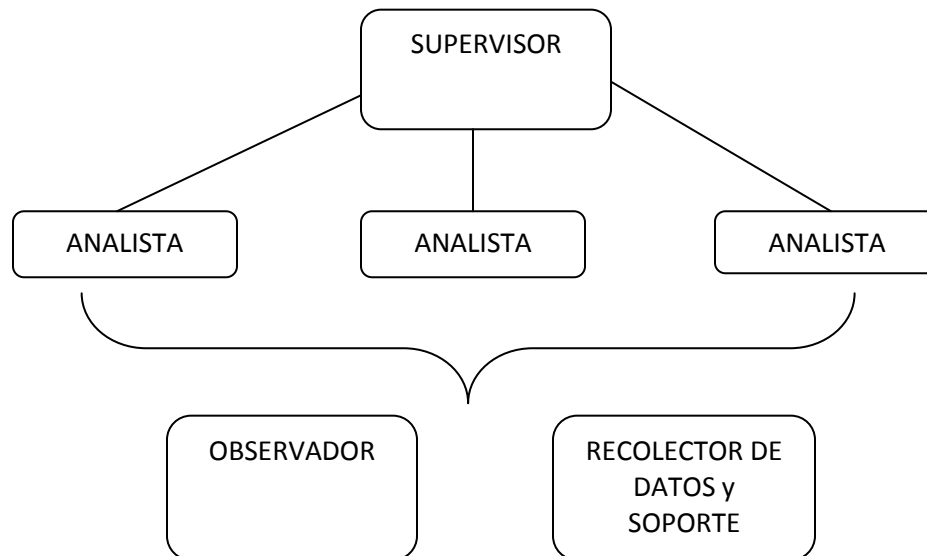 SUPERVISOR
ANALISTA
ANALISTA
ANALISTA
OBSERVADOR
RECOLECTOR DE
DATOS y
SOPORTE